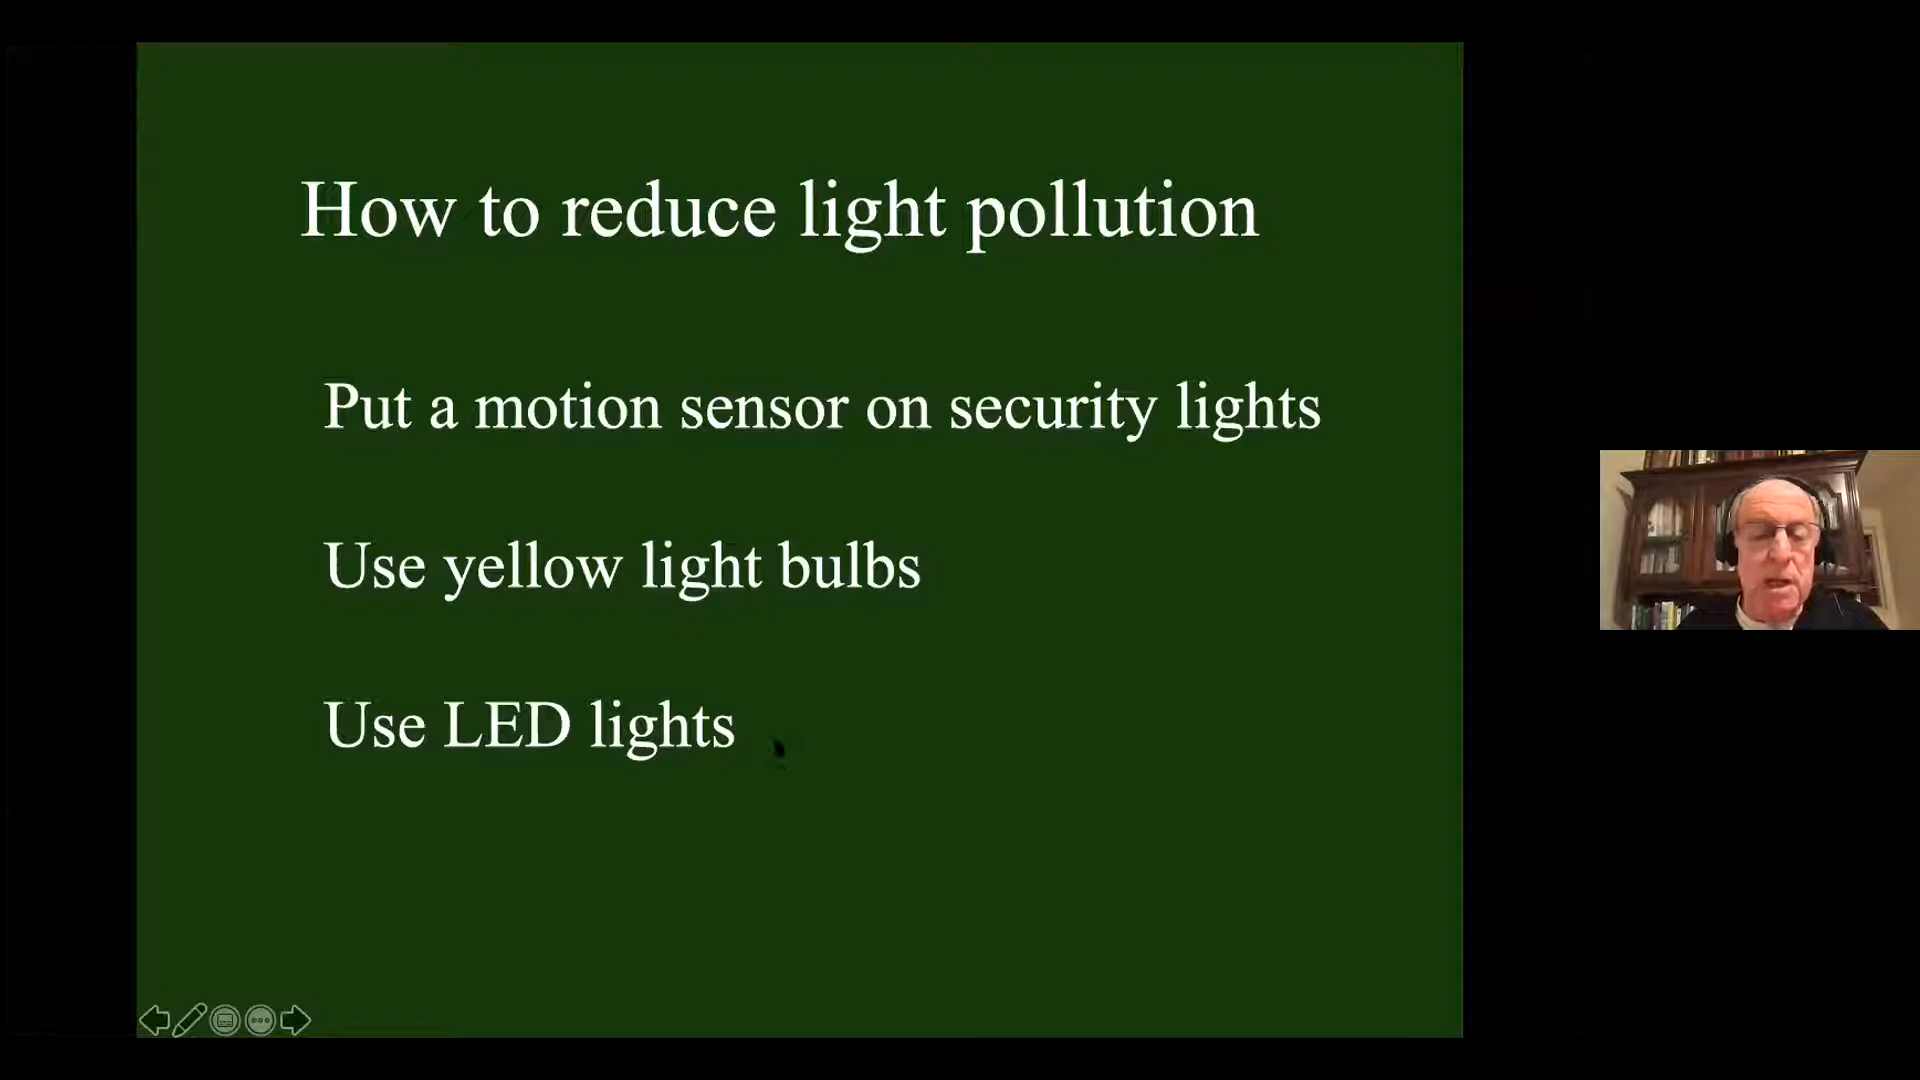 How to reduce light pollution
Put a motion sensor on security lights
Use yellow light bulbs
Use LED lights